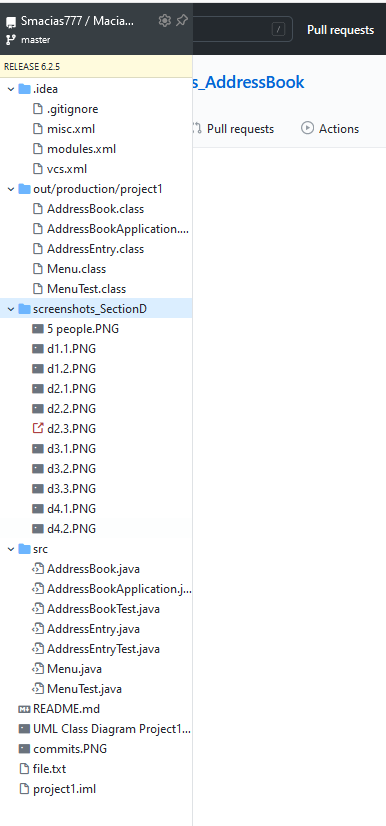 Smacias777 / Macia...
master
/
Pull requests
RELEASE 6.2.5
s_AddressBook
Pull requests
Actions
.idea
.gitignore
misc.xml
modules.xml
vcs.xml
out/production/project1
AddressBook.class
AddressBookApplication....
AddressEntry.class
Menu.class
MenuTest.class
screenshots_SectionD
5 people.PNG
d1.1.PNG
d1.2.PNG
d2.1.PNG
d2.2.PNG
d2.3.PNG
d3.1.PNG
d3.2.PNG
d3.3.PNG
d4.1.PNG
d4.2.PNG
src
AddressBook.java
AddressBookApplication.j...
AddressBookTest.java
AddressEntry.java
AddressEntryTest.java
Menu.java
MenuTest.java
README.md
UML Class Diagram Project1...
commits.PNG
file.txt
project1.iml